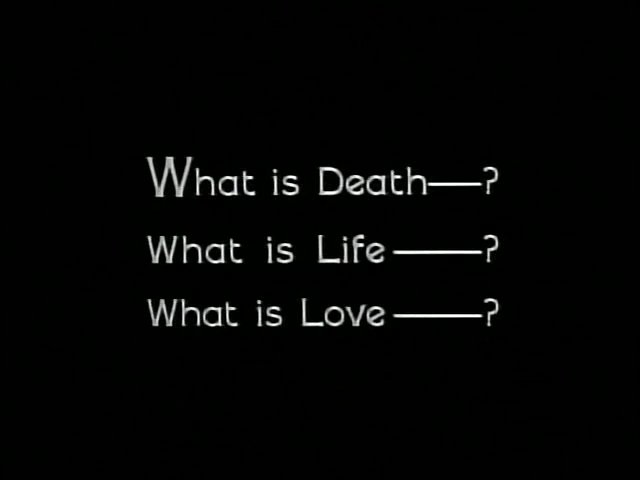 What is Death——?
What is Life———?
What is Love———?